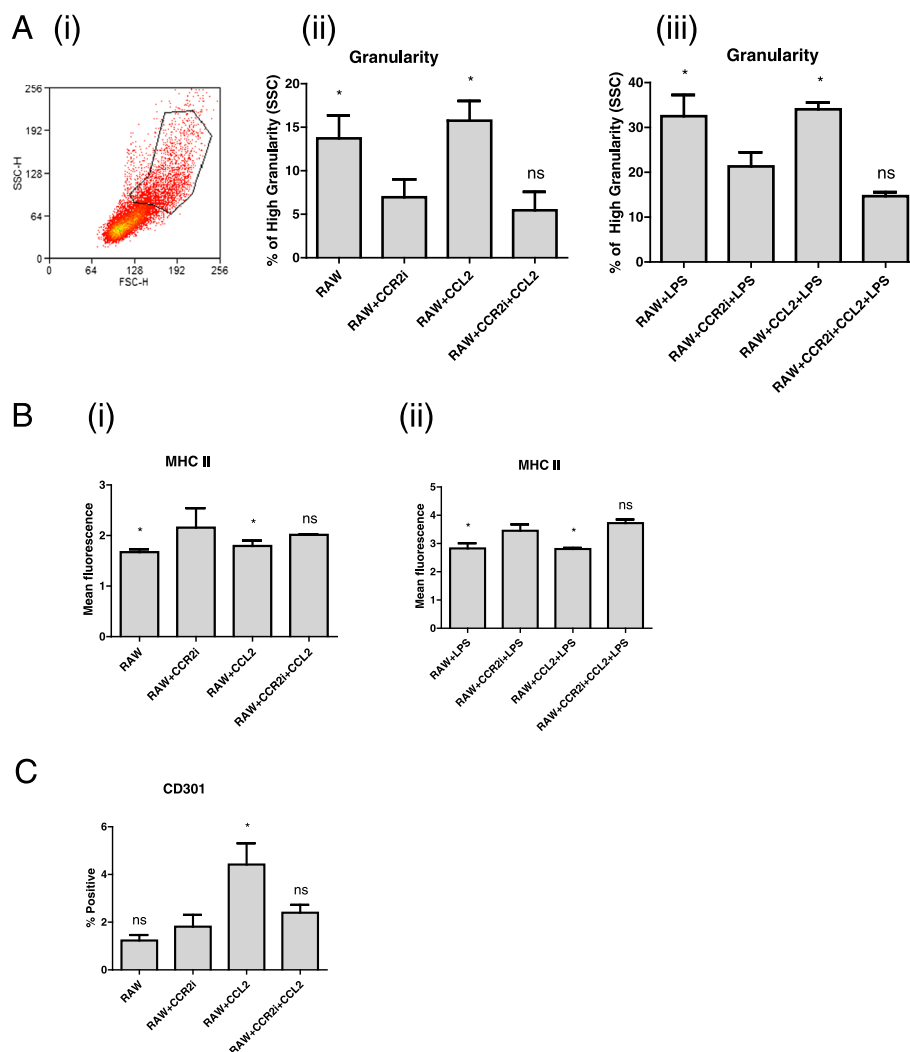 A (i)
256
192
128
64
0
SSC-H
0 64 128 192 256
FSC-H
(ii)
Granularity
% of High Granularity (SSC)
20
15
10
5
0
*
*
ns
RAW
RAW+CCR2i
RAW+CCL2
RAW+CCR2i+CCL2
(iii)
Granularity
% of High Granularity (SSC)
40
30
20
10
0
*
*
ns
RAW+LPS
RAW+CCR2i+LPS
RAW+CCL2+LPS
RAW+CCR2i+CCL2+LPS
B (i)
MHC II
Mean fluorescence
3
2
1
0
*
*
ns
RAW
RAW+CCR2i
RAW+CCL2
RAW+CCR2i+CCL2
(ii)
MHC II
Mean fluorescence
5
4
3
2
1
0
*
*
ns
RAW+LPS
RAW+CCR2i+LPS
RAW+CCL2+LPS
RAW+CCR2i+CCL2+LPS
C
CD301
% Positive
6
4
2
0
ns
*
ns
RAW
RAW+CCR2i
RAW+CCL2
RAW+CCR2i+CCL2